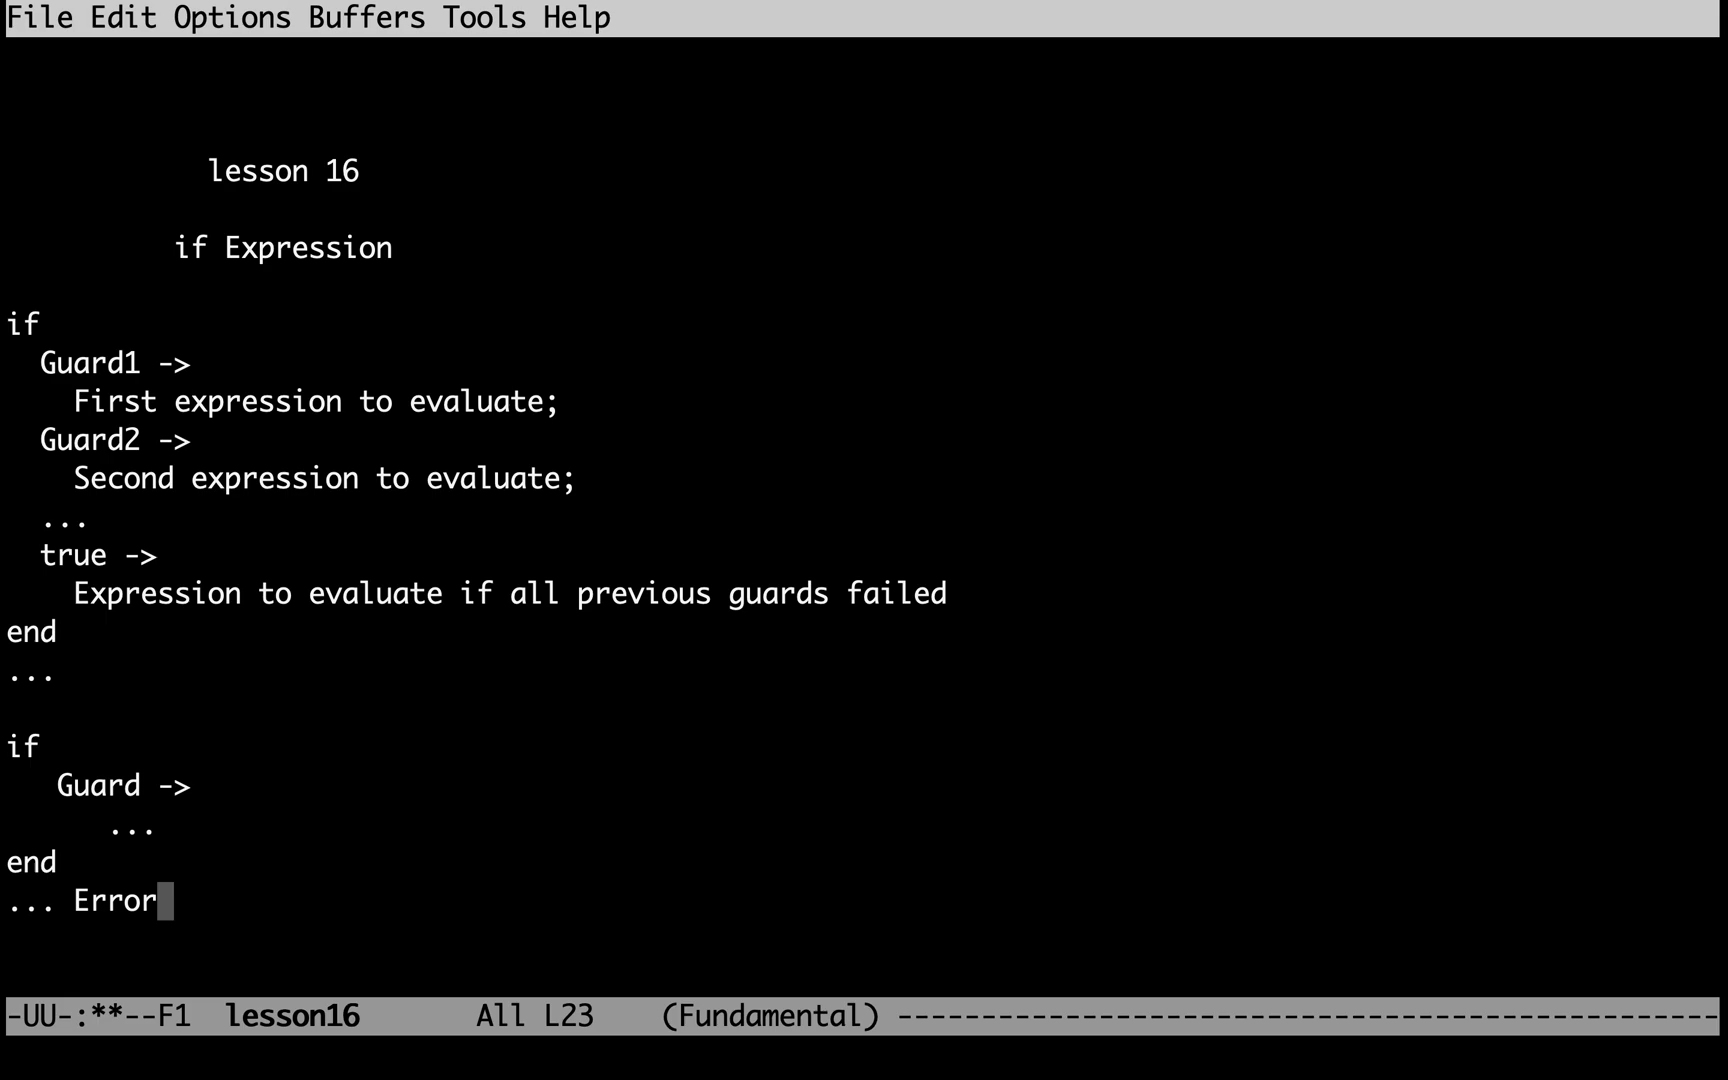 File Edit Options Buffers Tools Help
lesson 16
if Expression
if
Guard1 ->
First expression to evaluate;
Guard2 ->
Second expression to evaluate;
...
true ->
Expression to evaluate if all previous guards failed
end
...
if
Guard ->
...
end
... Error
-UU-:**--F1  lesson16       All L23    (Fundamental) -------------------------------------------------